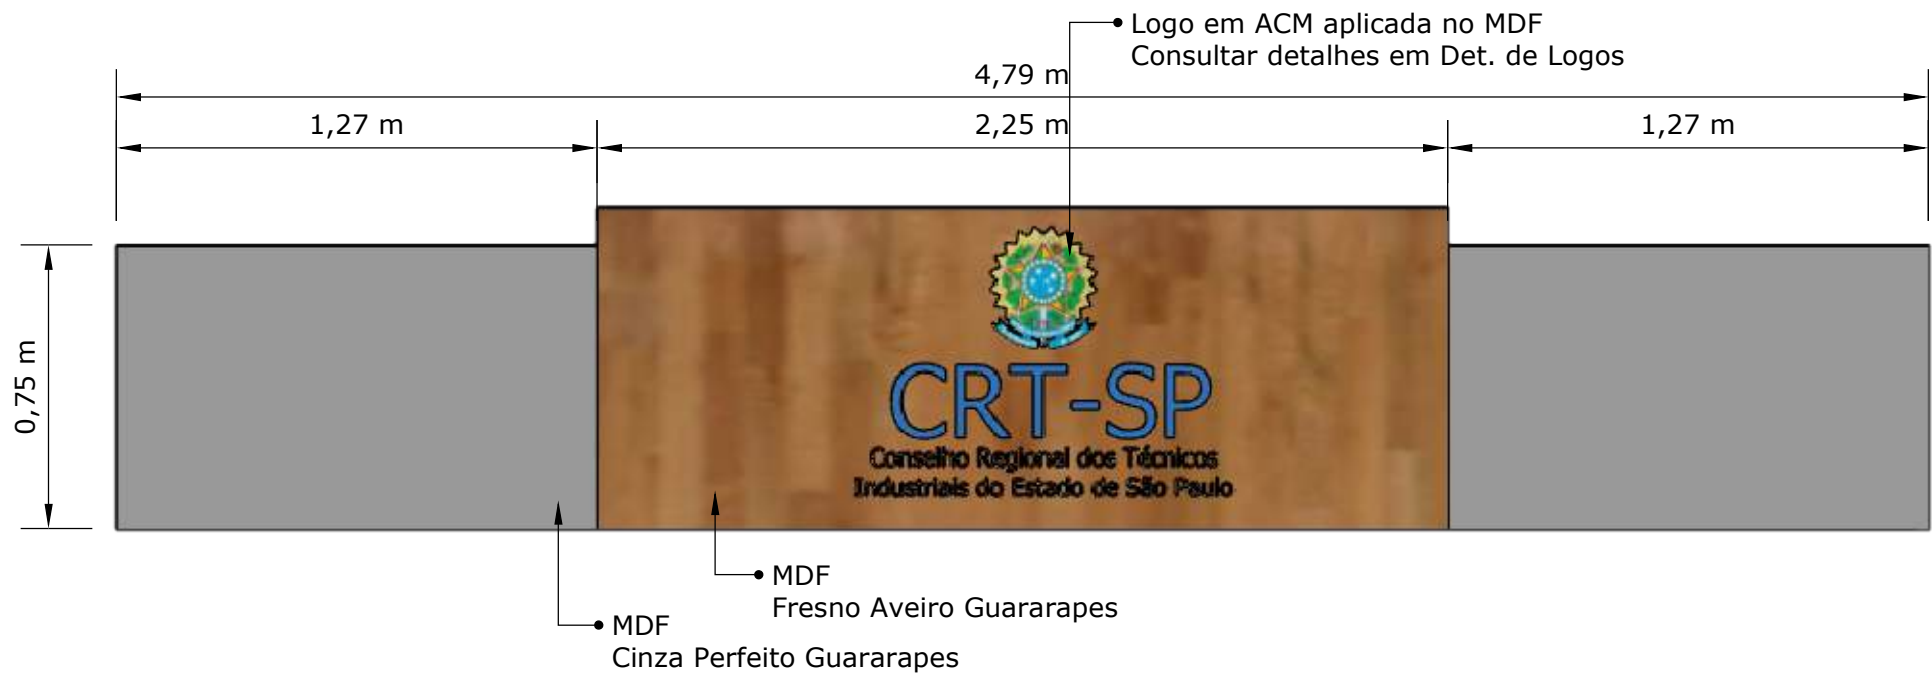 Logo em ACM aplicada no MDF
Consultar detalhes em Det. de Logos
4,79 m
1,27 m
2,25 m
1,27 m
0,75 m
CRT-SP
Conselho Regional dos Técnicos
Industriais do Estado de São Paulo
MDF
Fresno Aveiro Guararapes
MDF
Cinza Perfeito Guararapes